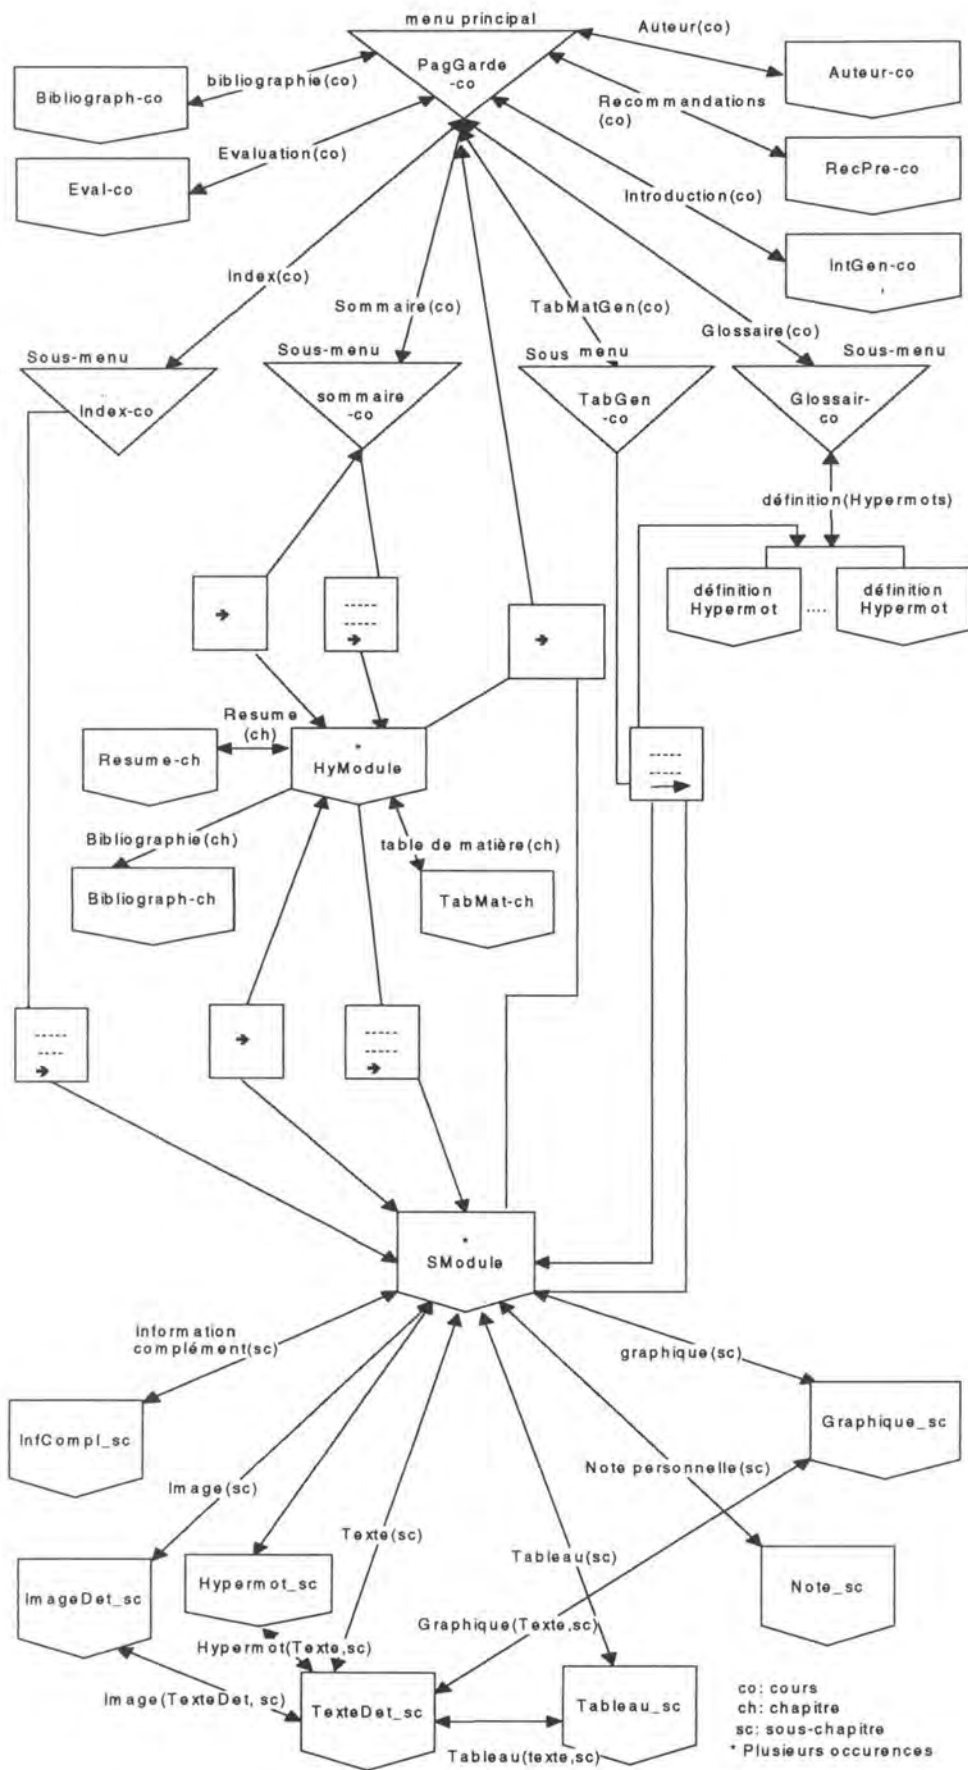 menu principal
Auteur(co)
PagGarde
-co
bibliographie(co)
Bibliograph-co
Auteur-co
Recommandations
(co)
Evaluation(co)
Eval-co
RecPre-co
Introduction(co)
IntGen-co
Index(co)
Sommaire(co)
TabMatGen(co)
Glossaire(co)
Sous-menu
Sous-menu
Sous menu
Sous-menu
Index-co
sommaire
-co
TabGen
-co
Glossair-
co
définition(Hypermots)
définition
Hypermot
....
définition
Hypermot
Resume
(ch)
Resume-ch
*
HyModule
Bibliographie(ch)
table de matière(ch)
Bibliograph-ch
TabMat-ch
*
SModule
Information
complément(sc)
graphique(sc)
InfCompl_sc
Graphique_sc
Image(sc)
Note personnelle(sc)
Texte(sc)
Tableau(sc)
ImageDet_sc
Hypermot_sc
Note_sc
Graphique(Texte,sc)
Hypermot(Texte,sc)
Image(TexteDet, sc)
TexteDet_sc
Tableau_sc
Tableau(texte,sc)
co: cours
ch: chapitre
sc: sous-chapitre
* Plusieurs occurences